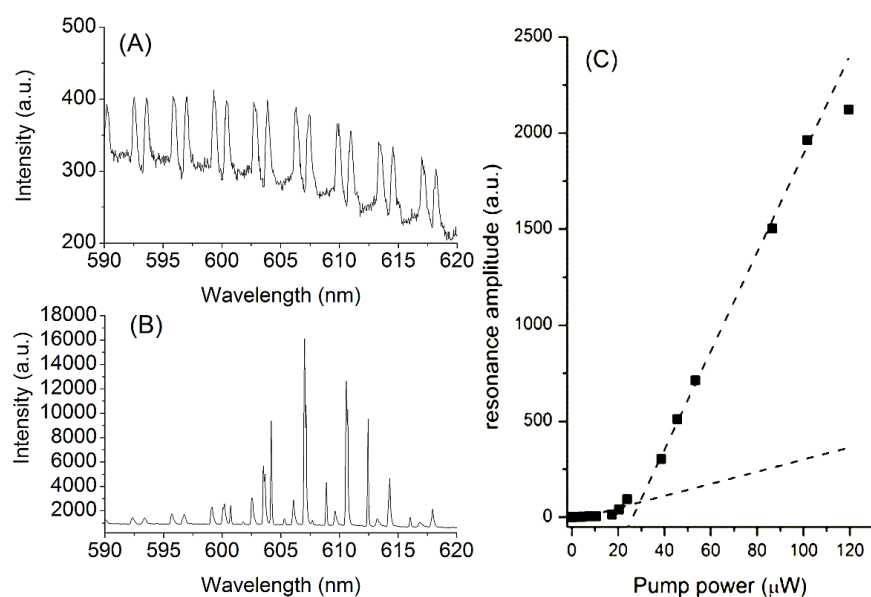 (A)
Intensity (a.u.)
500
400
300
200
590 595 600 605 610 615 620
Wavelength (nm)
(B)
Intensity (a.u.)
18000
16000
14000
12000
10000
8000
6000
4000
2000
590 595 600 605 610 615 620
Wavelength (nm)
(C)
resonance amplitude (a.u.)
2500
2000
1500
1000
500
0
0 20 40 60 80 100 120
Pump power (μW)